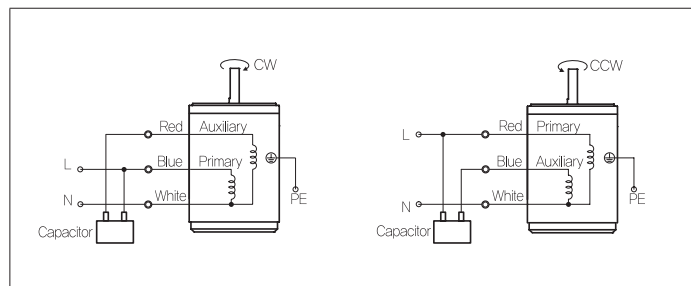 CW
Red Auxiliary
L Blue Primary
N White
PE
Capacitor
CCW
L Red Primary
Blue Auxiliary
N White
PE
Capacitor